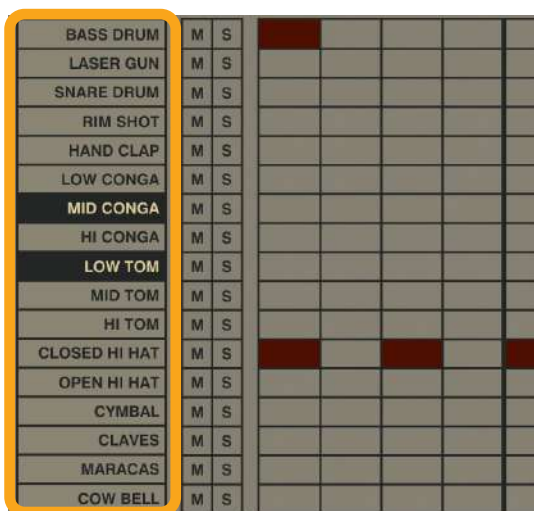 BASS DRUM M S
LASER GUN M S
SNARE DRUM M S
RIM SHOT M S
HAND CLAP M S
LOW CONGA M S
MID CONGA M S
HI CONGA M S
LOW TOM M S
MID TOM M S
HI TOM M S
CLOSED HI HAT M S
OPEN HI HAT M S
CYMBAL M S
CLAVES M S
MARACAS M S
COW BELL M S